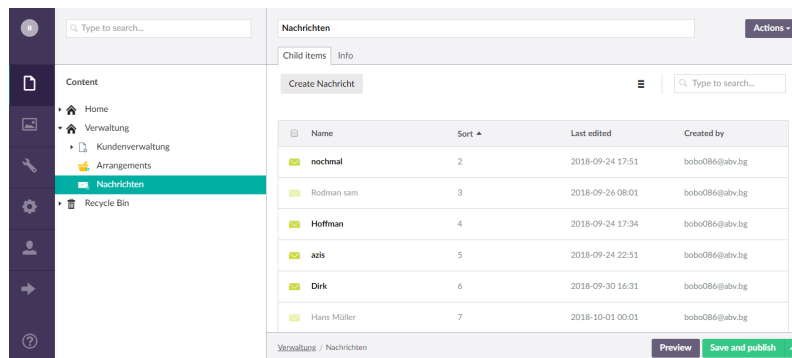 Type to search...
Nachrichten
Actions
Child items Info
Content
Create Nachricht
Type to search...
Home
Verwaltung
Kundenverwaltung
Arrangements
Nachrichten
Recycle Bin
Name Sort Last edited Created by
nochmal 2 2018-09-24 17:51 bobo086@abv.bg
Rodman sam 3 2018-09-26 08:01 bobo086@abv.bg
Hoffman 4 2018-09-24 17:34 bobo086@abv.bg
azis 5 2018-09-24 22:51 bobo086@abv.bg
Dirk 6 2018-09-30 16:31 bobo086@abv.bg
Hans Müller 7 2018-10-01 00:01 bobo086@abv.bg
Verwaltung / Nachrichten
Preview Save and publish